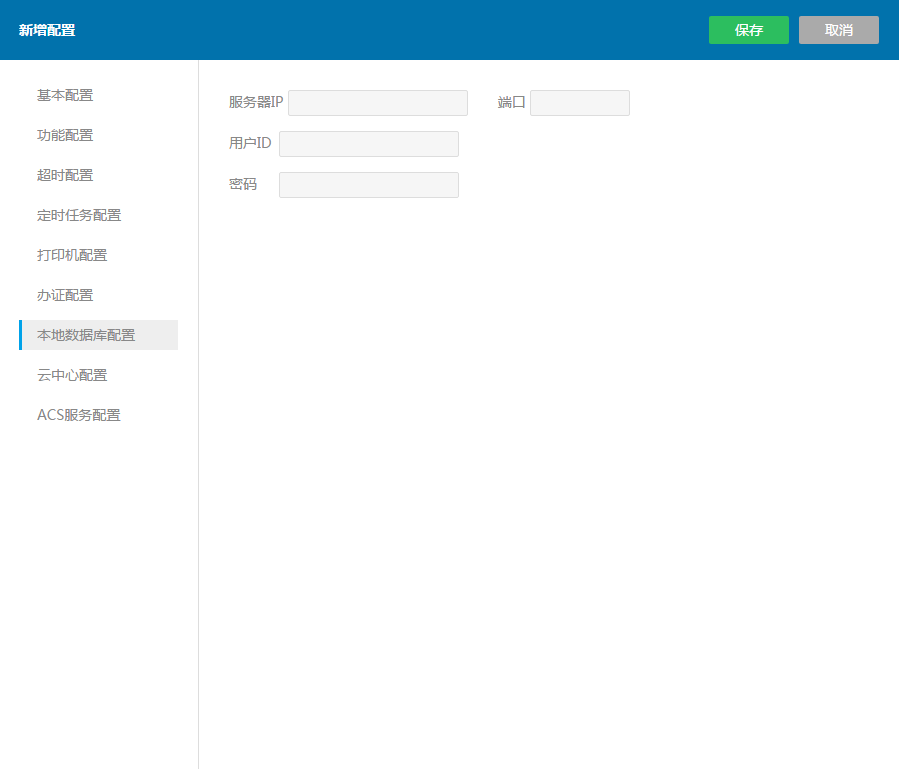 新增配置
保存
取消
基本配置
功能配置
超时配置
定时任务配置
打印机配置
办证配置
本地数据库配置
云中心配置
ACS服务配置
服务器IP
端口
用户ID
密码